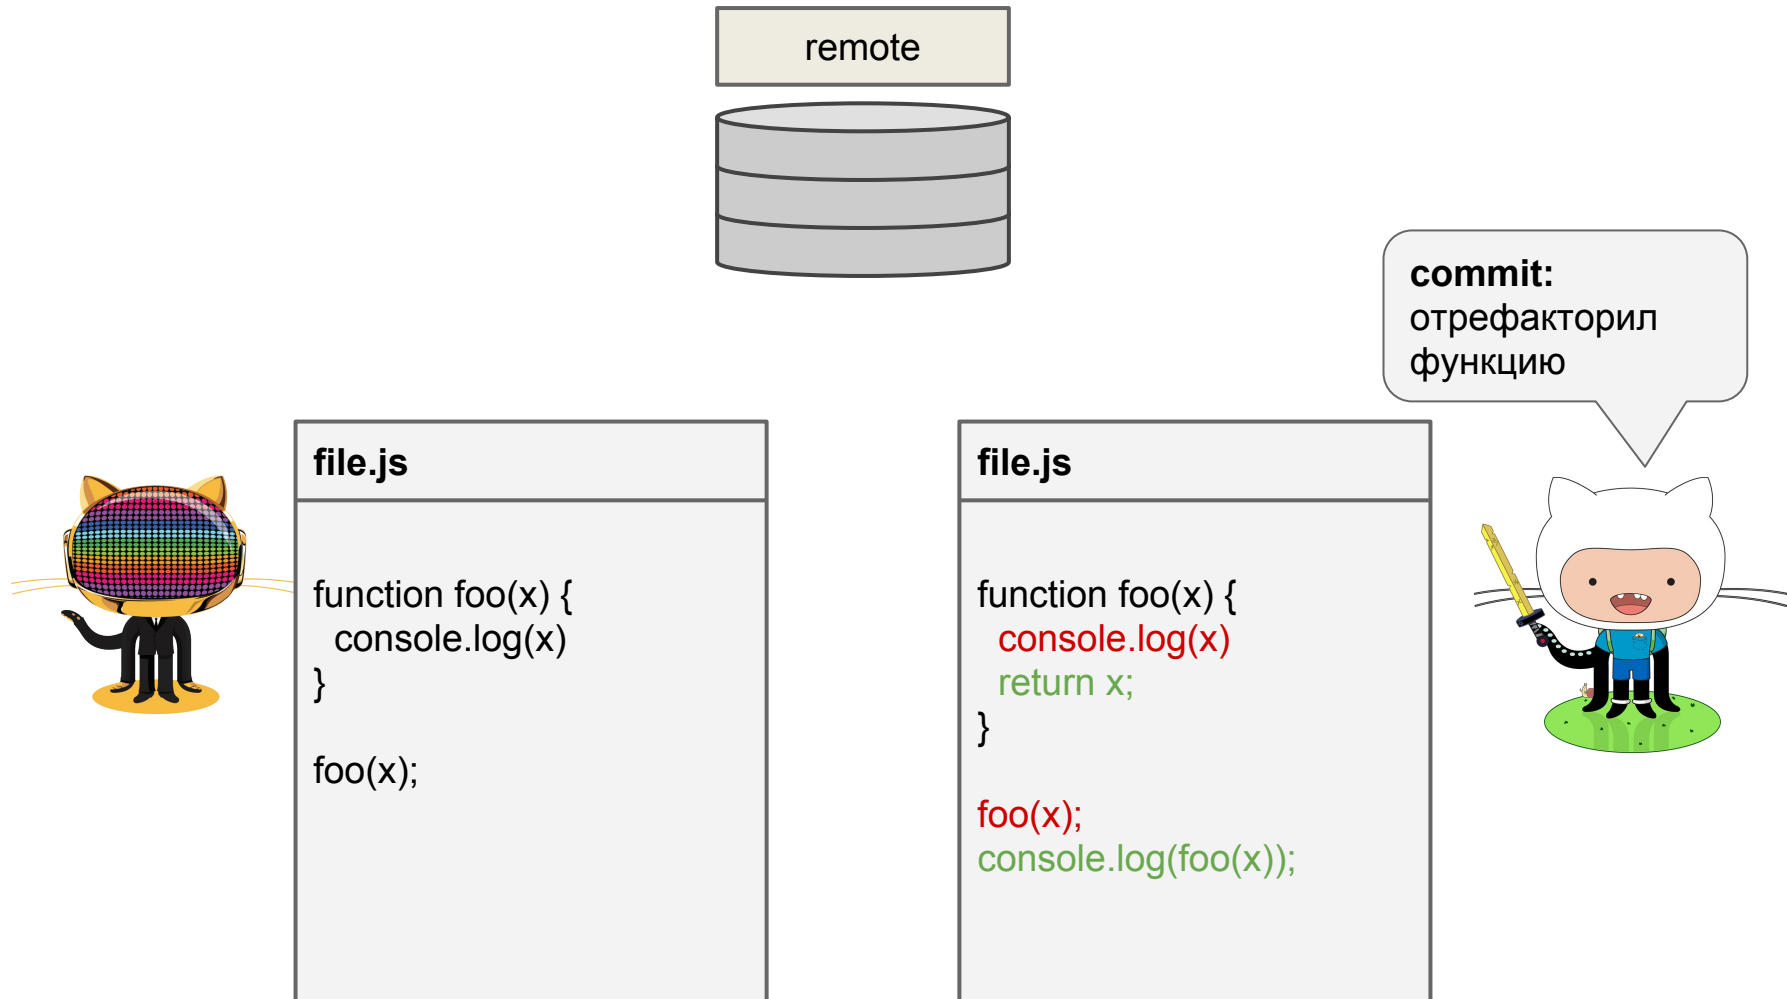 remote
commit:
отрефакторил
функцию
file.js
function foo(x) {
console.log(x)
}
foo(x);
file.js
function foo(x) {
console.log(x)
return x;
}
foo(x);
console.log(foo(x));